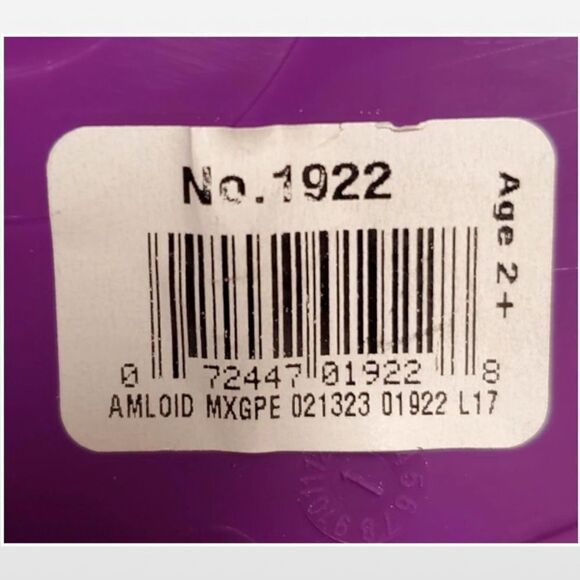 No.1922
Age 2+
0 72447 01922 8
AMLOID MXGPE 021323 01922 L17